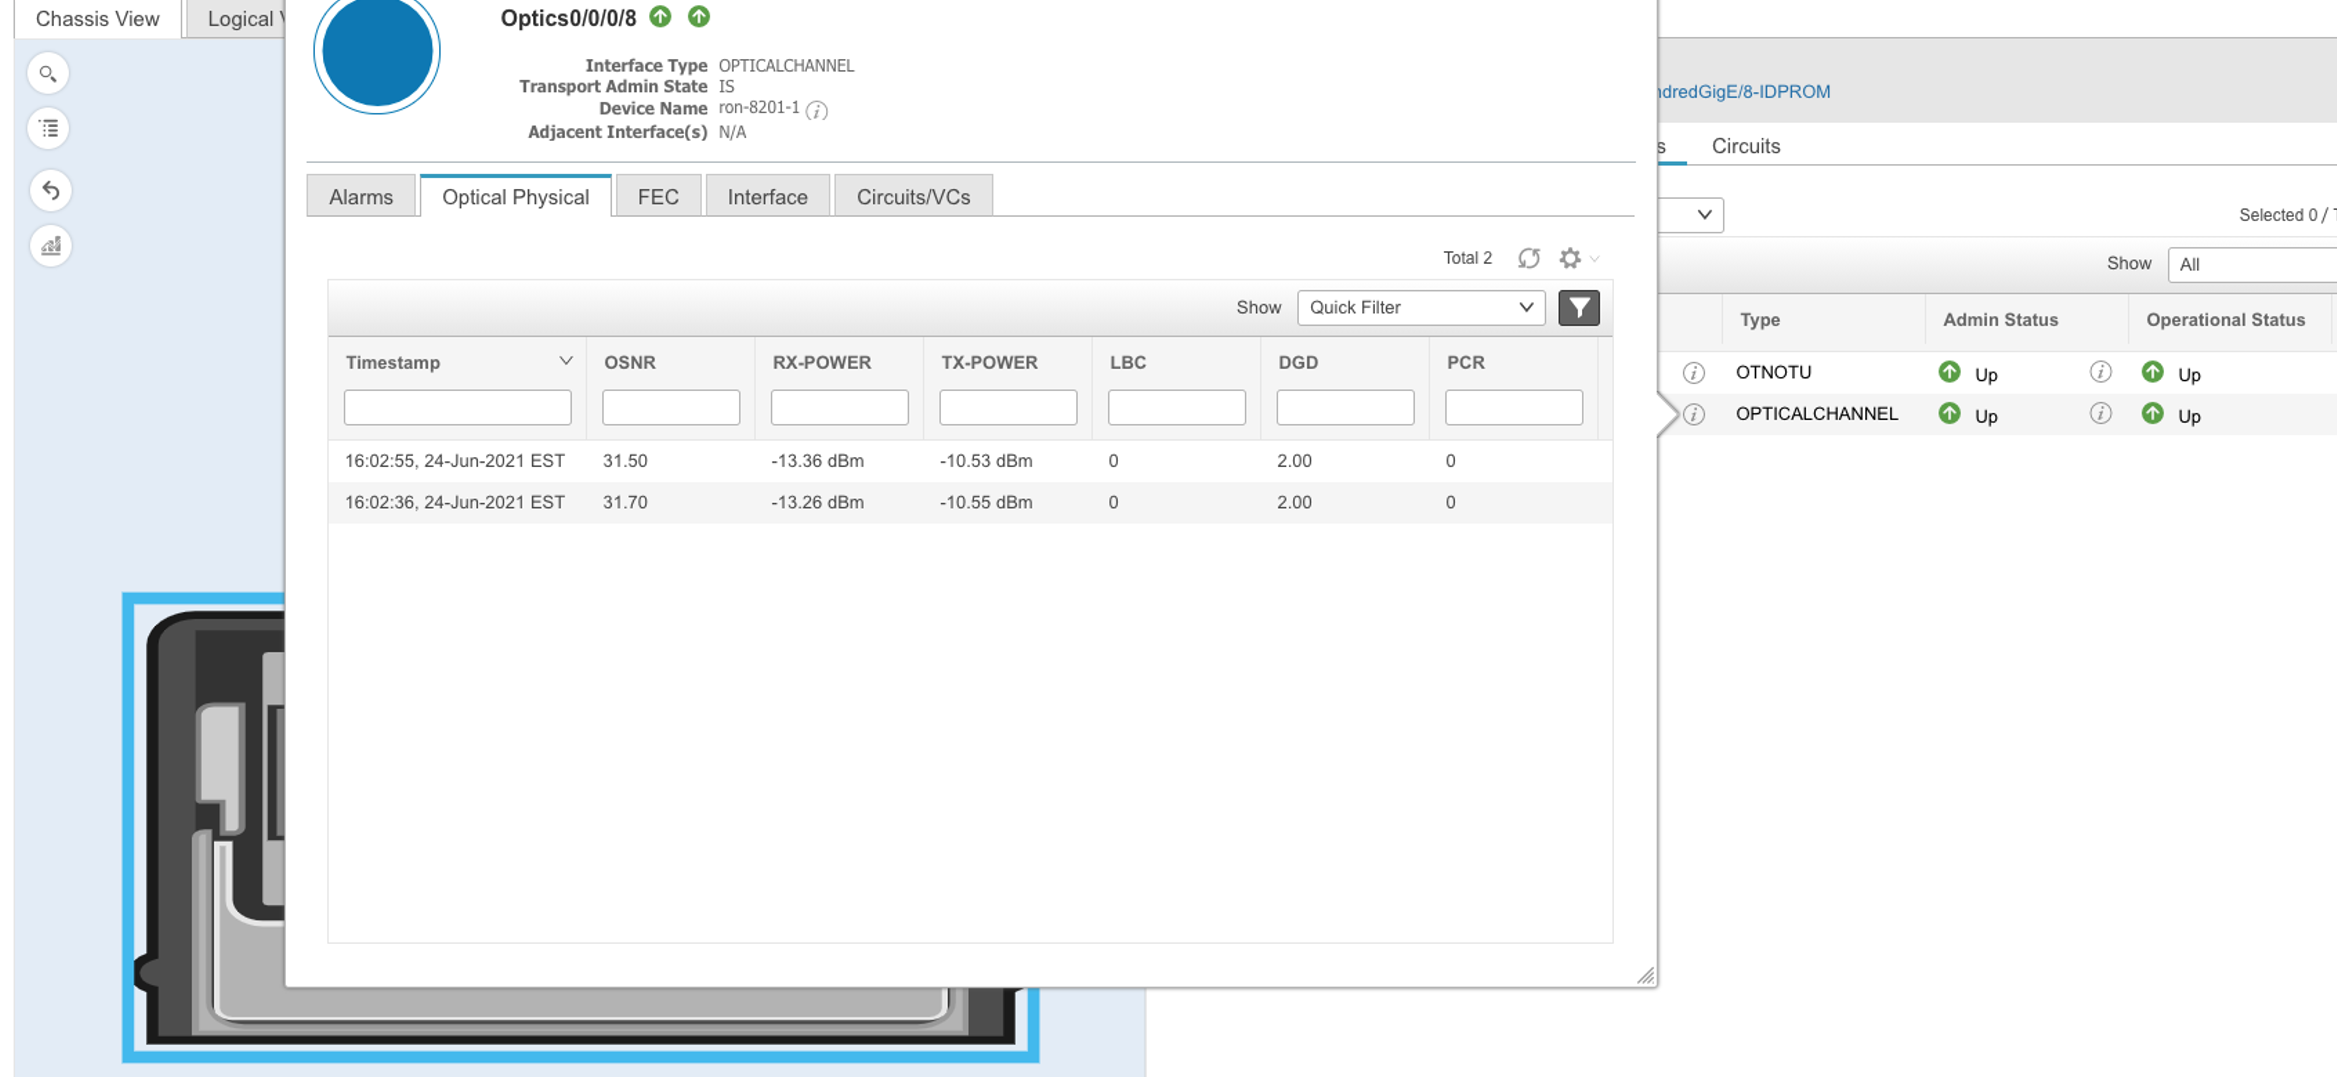 Chassis View
Logical V
Optics0/0/0/8
Interface Type OPTICALCHANNEL
Transport Admin State IS
Device Name ron-8201-1
Adjacent Interface(s) N/A
Alarms
Optical Physical
FEC
Interface
Circuits/VCs
Total 2
Show Quick Filter
Timestamp OSNR RX-POWER TX-POWER LBC DGD PCR
16:02:55, 24-Jun-2021 EST 31.50 -13.36 dBm -10.53 dBm 0 2.00 0
16:02:36, 24-Jun-2021 EST 31.70 -13.26 dBm -10.55 dBm 0 2.00 0
ndredGigE/8-IDPROM
s
Circuits
Selected 0 / T
Show All
Type Admin Status Operational Status
OTNOTU Up Up
OPTICALCHANNEL Up Up